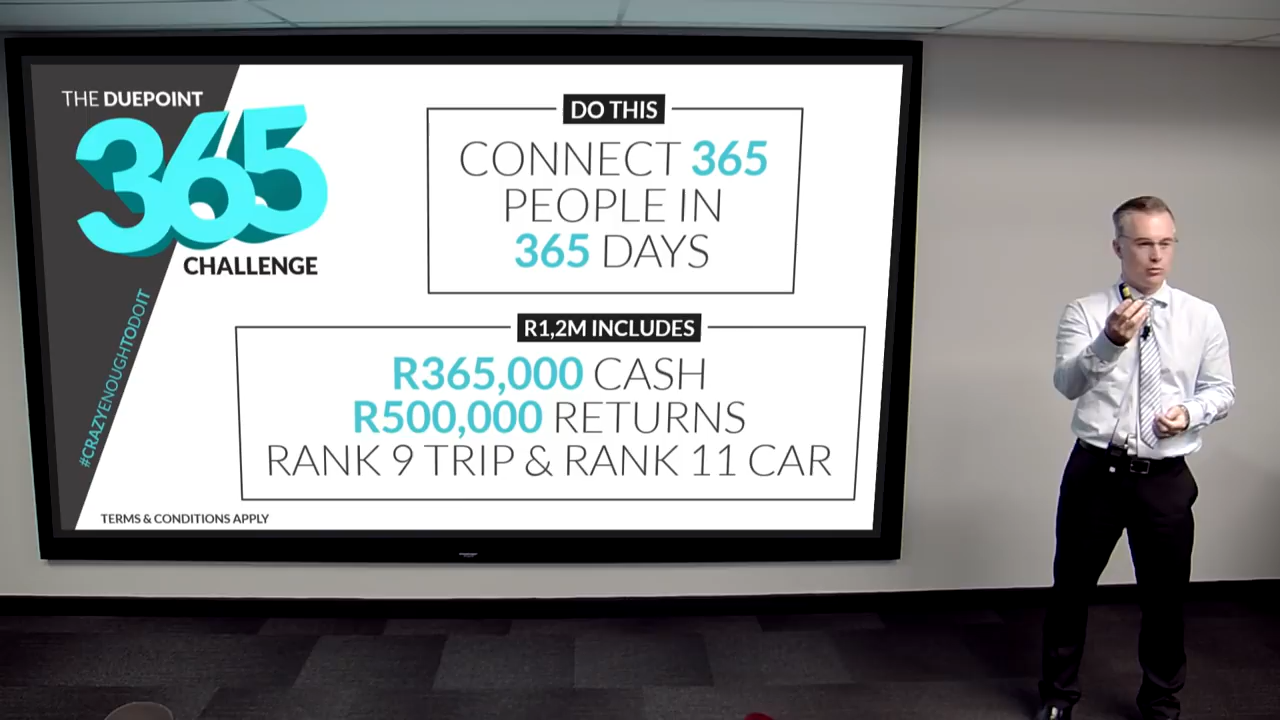 THE DUEPOINT
365
CHALLENGE
#CRAZYENOUGHTODOIT
DO THIS
CONNECT 365
PEOPLE IN
365 DAYS
R1,2M INCLUDES
R365,000 CASH
R500,000 RETURNS
RANK 9 TRIP & RANK 11 CAR
TERMS & CONDITIONS APPLY